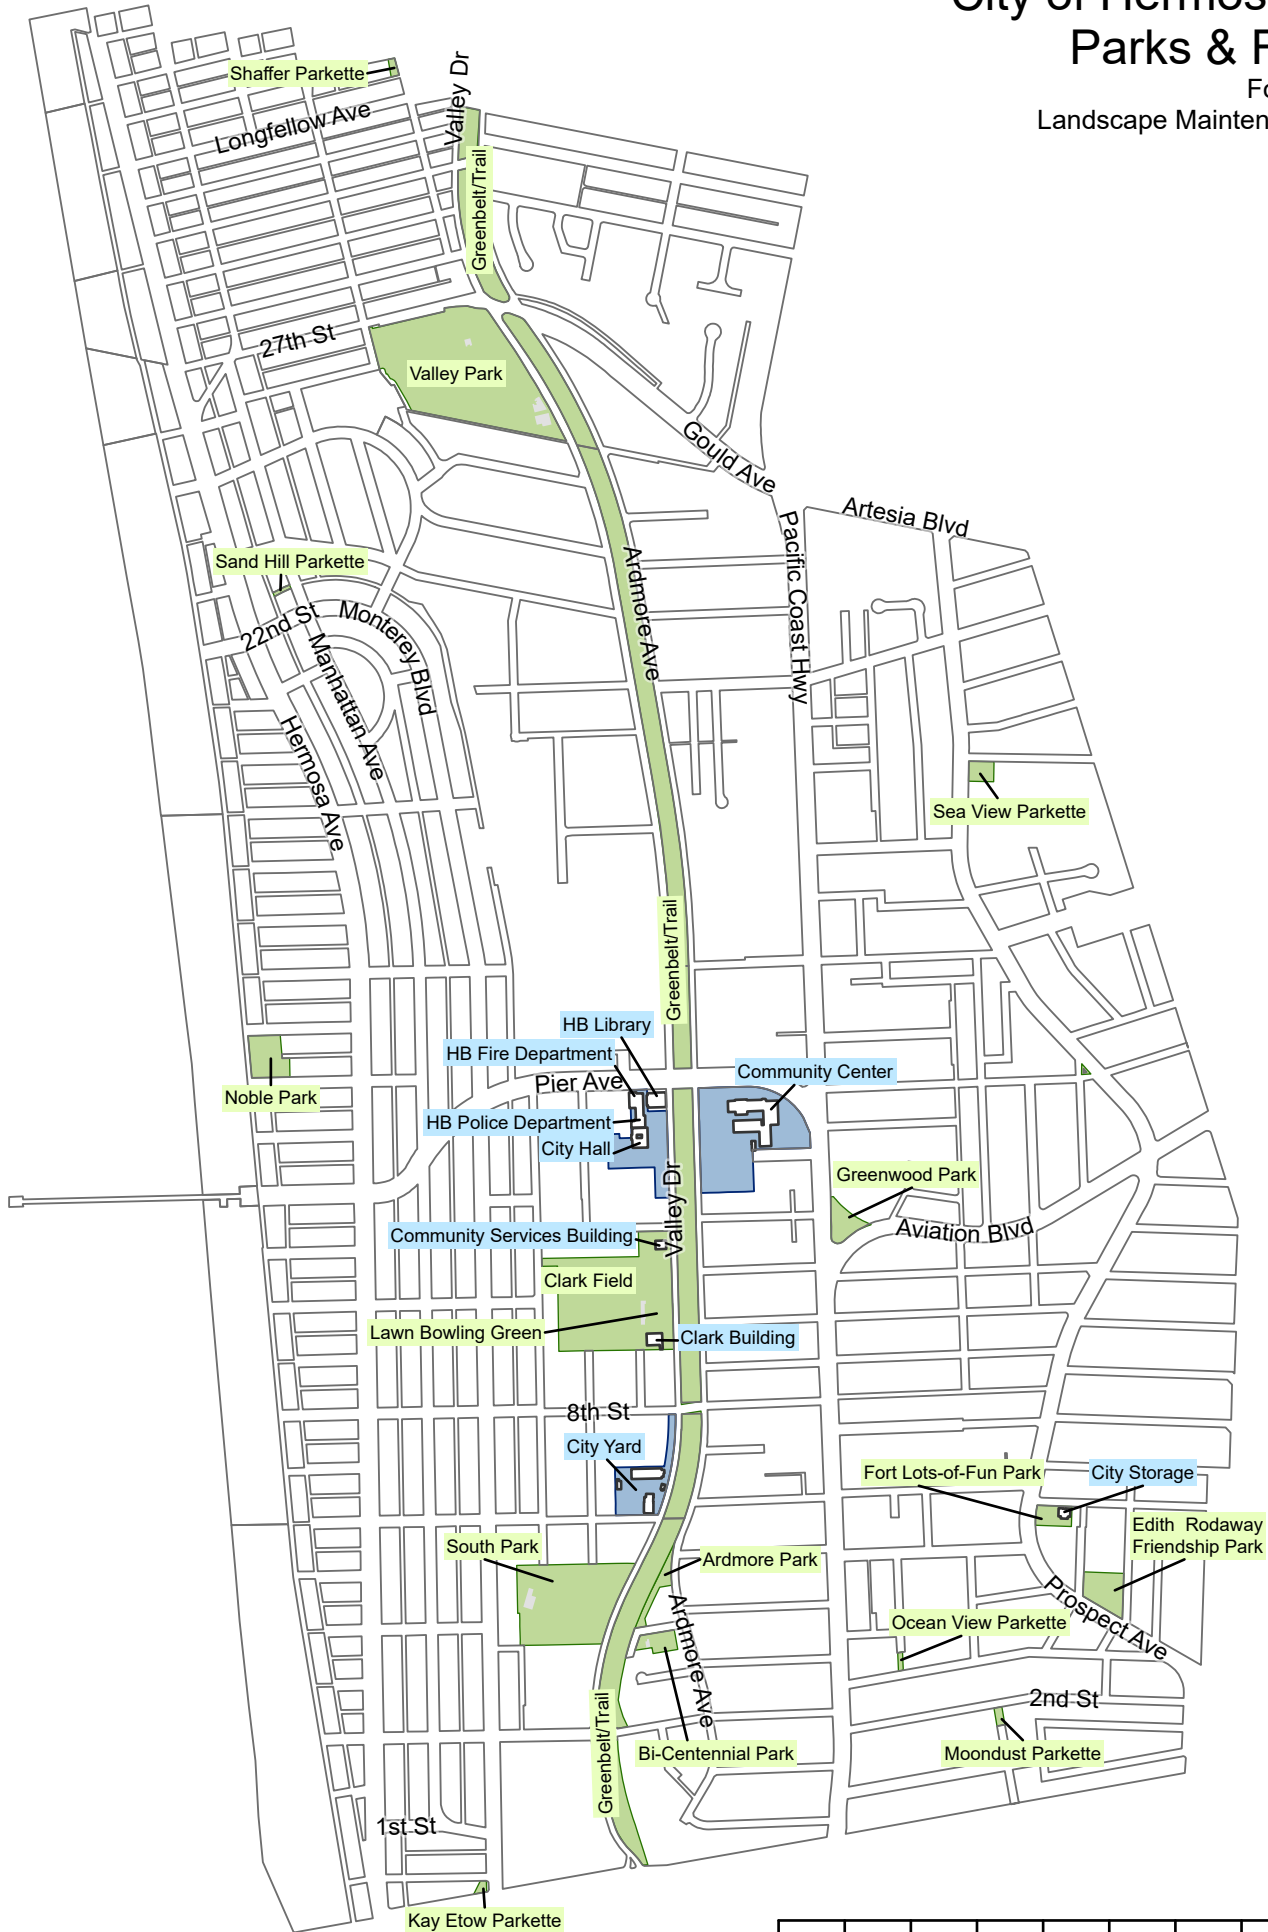 City of Hermos
Parks & R
Fo
Landscape Mainten
Shaffer Parkette
Valley Dr
Longfellow Ave
Greenbelt/Trail
27th St
Valley Park
Gould Ave
Artesia Blvd
Pacific Coast Hwy
Sand Hill Parkette
Ardmore Ave
22nd St
Monterey Blvd
Manhattan Ave
Hermosa Ave
Sea View Parkette
Greenbelt/Trail
HB Library
HB Fire Department
Pier Ave
Community Center
Noble Park
HB Police Department
City Hall
Greenwood Park
Valley Dr
Aviation Blvd
Community Services Building
Clark Field
Lawn Bowling Green
Clark Building
8th St
City Yard
Fort Lots-of-Fun Park
City Storage
Edith Rodaway
Friendship Park
South Park
Ardmore Park
Prospect Ave
Ocean View Parkette
Ardmore Ave
2nd St
Greenbelt/Trail
Bi-Centennial Park
Moondust Parkette
1st St
Kay Etow Parkette